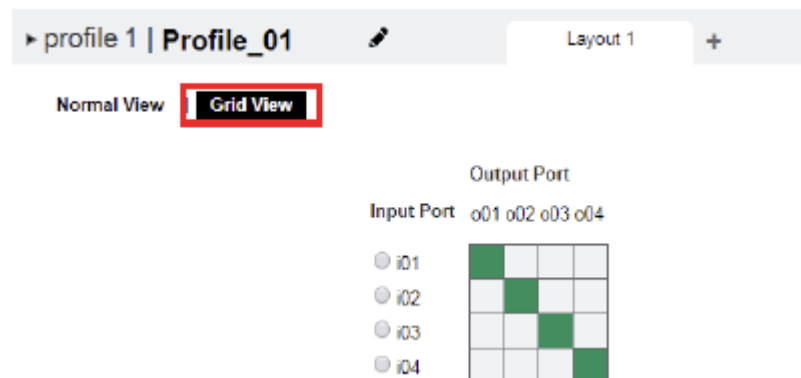 profile 1 | Profile_01 Layout 1 +
Normal View | Grid View
Output Port
Input Port o01 o02 o03 o04
i01
i02
i03
i04